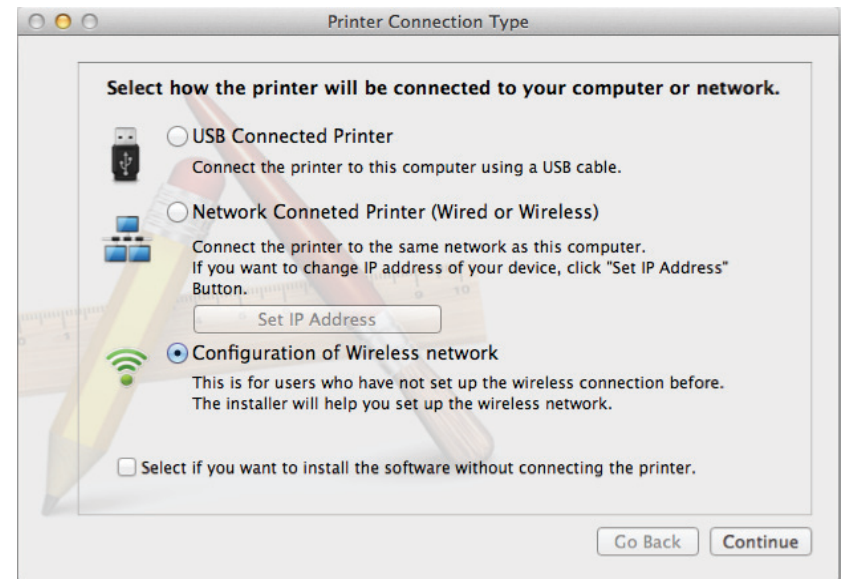 Printer Connection Type
Select how the printer will be connected to your computer or network.
USB Connected Printer
Connect the printer to this computer using a USB cable.
Network Conneted Printer (Wired or Wireless)
Connect the printer to the same network as this computer.
If you want to change IP address of your device, click "Set IP Address"
Button.
Set IP Address
Configuration of Wireless network
This is for users who have not set up the wireless connection before.
The installer will help you set up the wireless network.
Select if you want to install the software without connecting the printer.
Go Back Continue